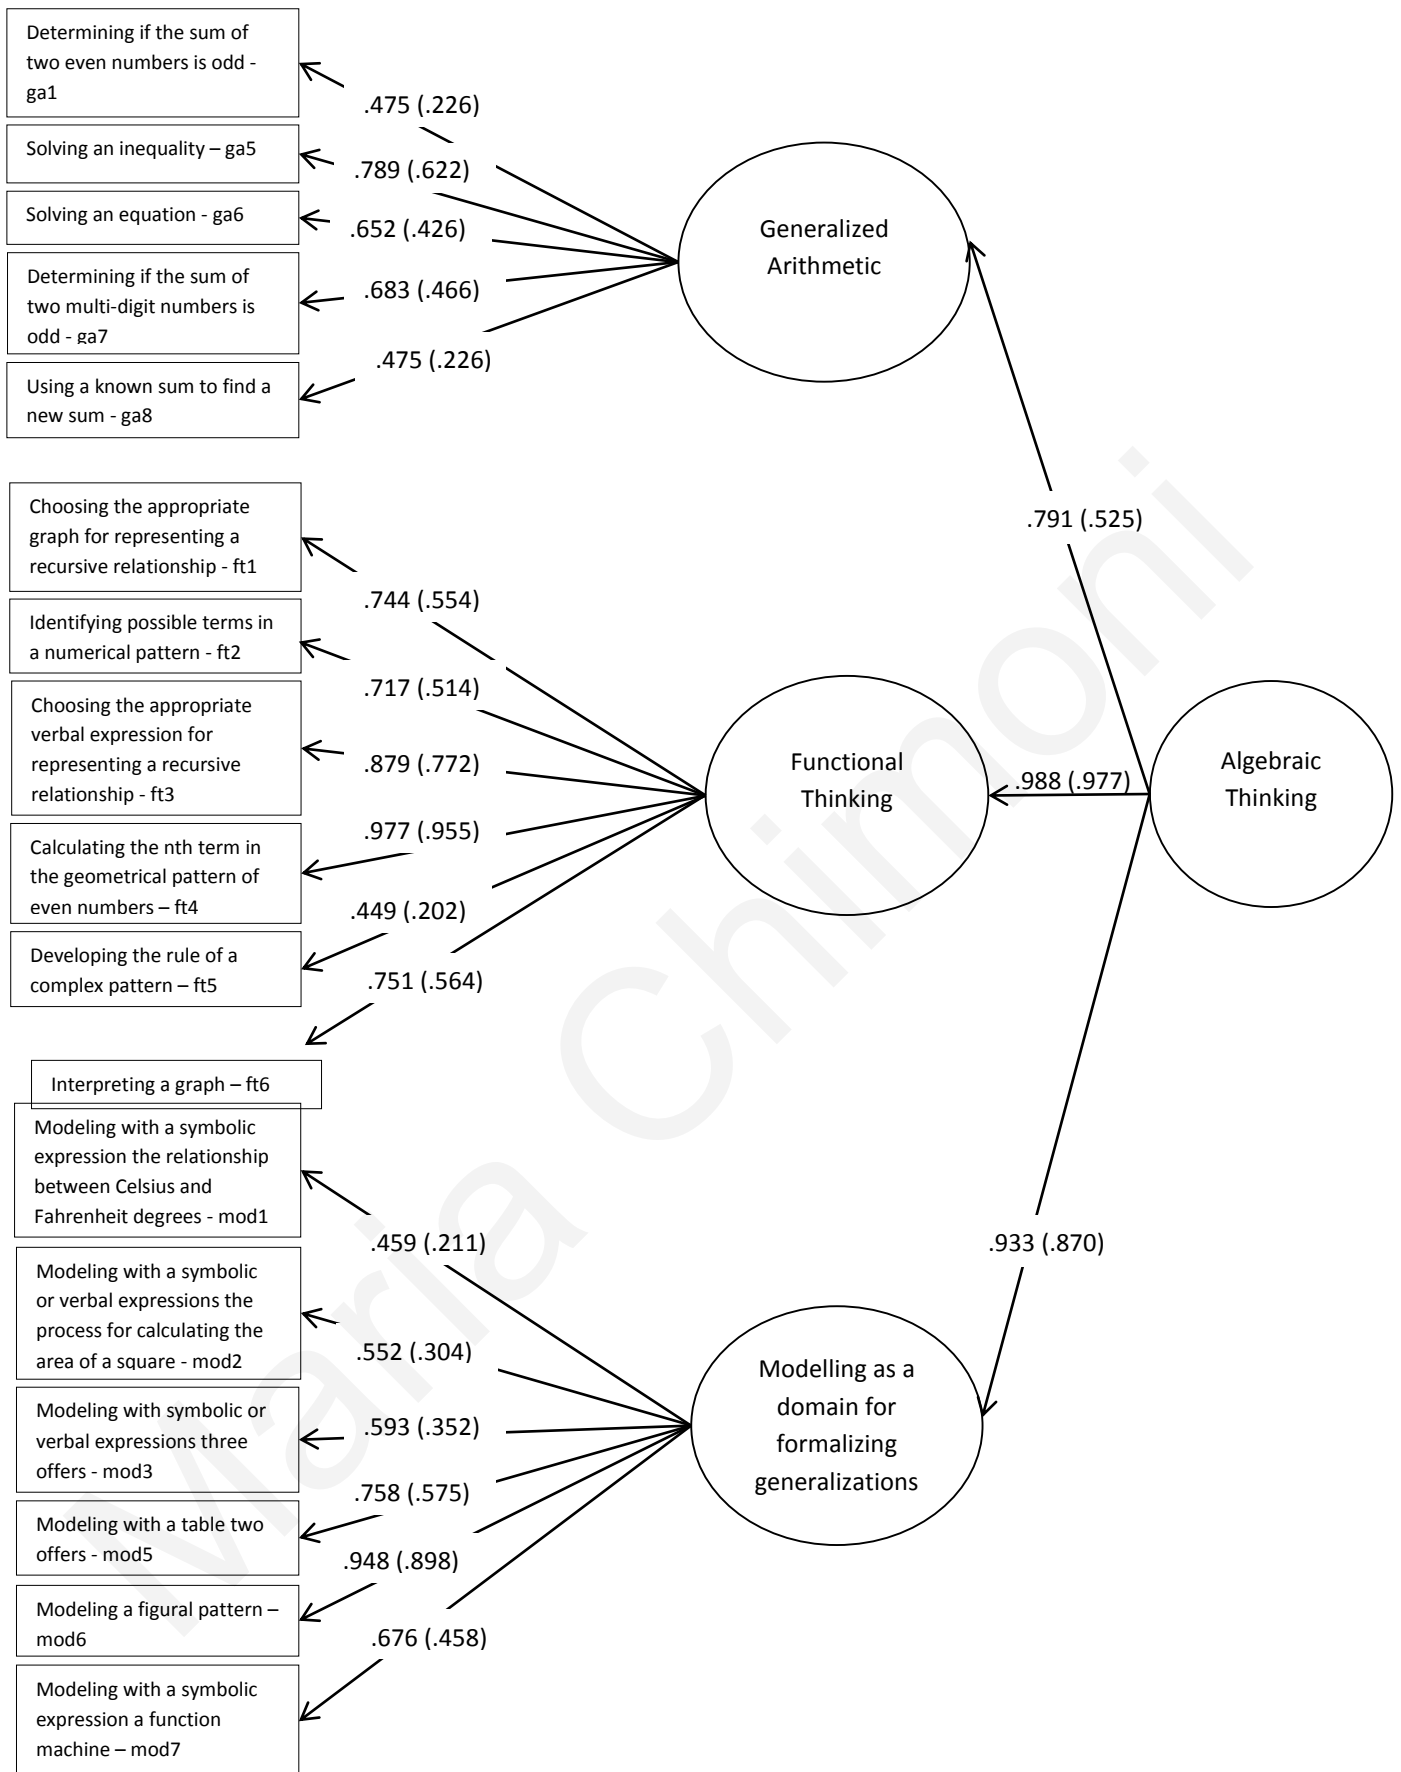 Determining if the sum of
two even numbers is odd -
ga1
.475 (.226)
Solving an inequality – ga5
.789 (.622)
Solving an equation - ga6
.652 (.426)
Determining if the sum of
two multi-digit numbers is
odd - ga7
.683 (.466)
Using a known sum to find a
new sum - ga8
.475 (.226)
Generalized
Arithmetic
.791 (.525)
Choosing the appropriate
graph for representing a
recursive relationship - ft1
.744 (.554)
Identifying possible terms in
a numerical pattern - ft2
.717 (.514)
Choosing the appropriate
verbal expression for
representing a recursive
relationship - ft3
.879 (.772)
Calculating the nth term in
the geometrical pattern of
even numbers – ft4
.977 (.955)
Developing the rule of a
complex pattern – ft5
.449 (.202)
.751 (.564)
Interpreting a graph – ft6
Functional
Thinking
.988 (.977)
Algebraic
Thinking
Modeling with a symbolic
expression the relationship
between Celsius and
Fahrenheit degrees - mod1
.459 (.211)
Modeling with a symbolic
or verbal expressions the
process for calculating the
area of a square - mod2
.552 (.304)
Modeling with symbolic or
verbal expressions three
offers - mod3
.593 (.352)
Modeling with a table two
offers - mod5
.758 (.575)
Modeling a figural pattern –
mod6
.948 (.898)
Modeling with a symbolic
expression a function
machine – mod7
.676 (.458)
Modelling as a
domain for
formalizing
generalizations
.933 (.870)
Maria Chimoni